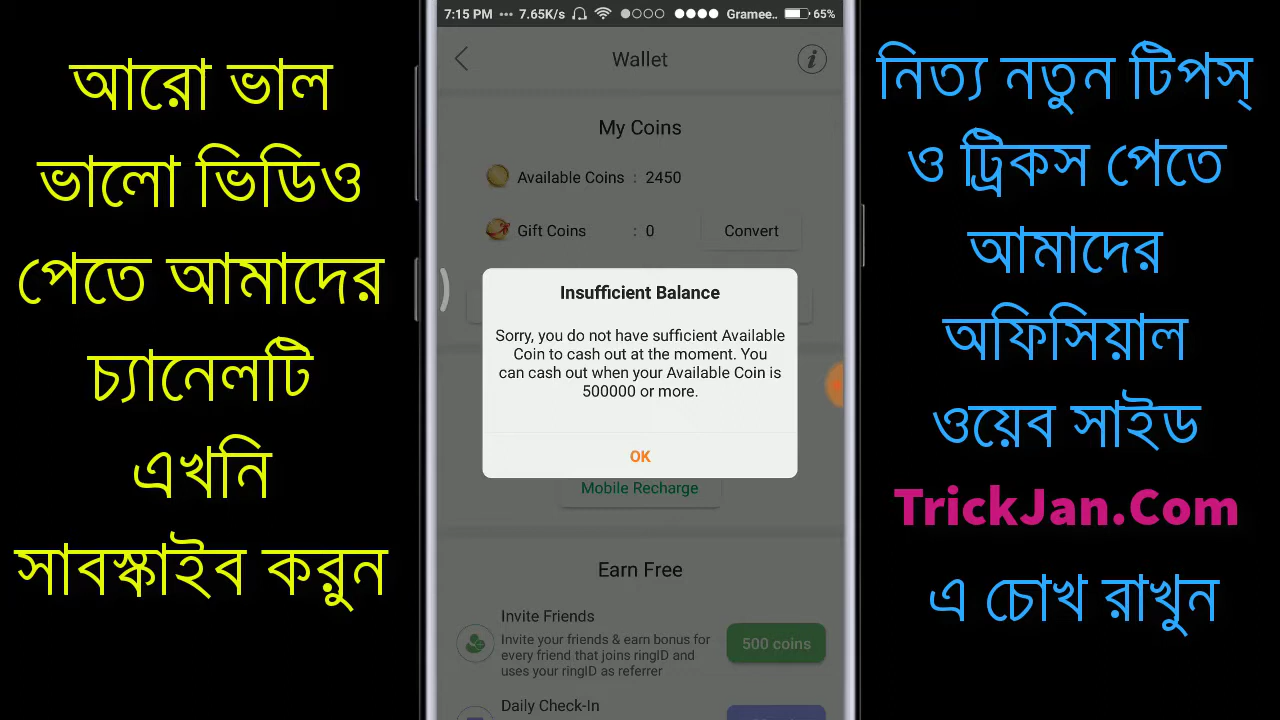 আরো ভাল
ভালো ভিডিও
পেতে আমাদের
চ্যানেলটি
এখনি
সাবস্কাইব করুন
7:15 PM ••• 7.65K/s Gramee.. 65%
Wallet
My Coins
Available Coins : 2450
Gift Coins : 0 Convert
Insufficient Balance
Sorry, you do not have sufficient Available
Coin to cash out at the moment. You
can cash out when your Available Coin is
500000 or more.
OK
Mobile Recharge
Earn Free
Invite Friends
Invite your friends & earn bonus for
every friend that joins ringID and
uses your ringID as referrer
500 coins
Daily Check-In
নিত্য নতুন টিপস্
ও ট্রিকস পেতে
আমাদের
অফিসিয়াল
ওয়েব সাইড
TrickJan.Com
এ চোখ রাখুন